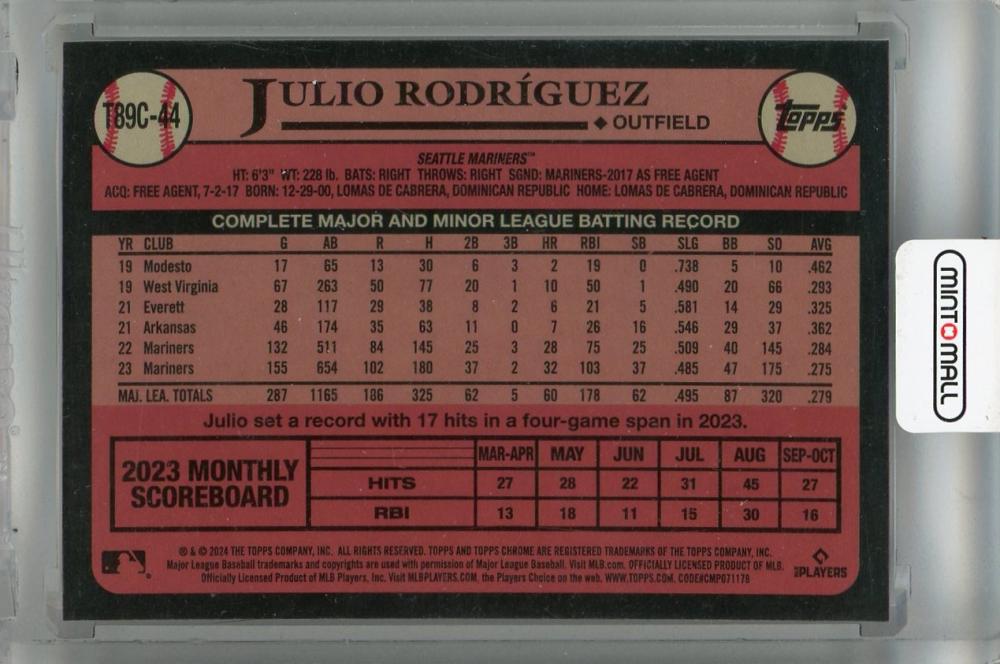 T89C-44
JULIO RODRÍGUEZ
OUTFIELD
Topps
SEATTLE MARINERS™
HT: 6'3" WT: 228 lb. BATS: RIGHT THROWS: RIGHT SGND: MARINERS-2017 AS FREE AGENT
ACQ: FREE AGENT, 7-2-17 BORN: 12-29-00, LOMAS DE CABRERA, DOMINICAN REPUBLIC HOME: LOMAS DE CABRERA, DOMINICAN REPUBLIC
COMPLETE MAJOR AND MINOR LEAGUE BATTING RECORD
YR CLUB G AB R H 2B 3B HR RBI SB SLG BB SO AVG
19 Modesto 17 65 13 30 6 3 2 19 0 .738 5 10 .462
19 West Virginia 67 263 50 77 20 1 10 50 1 .490 20 66 .293
21 Everett 28 117 29 38 8 2 6 21 5 .581 14 29 .325
21 Arkansas 46 174 35 63 11 0 7 26 16 .546 29 37 .362
22 Mariners 132 511 84 145 25 3 28 75 25 .509 40 145 .284
23 Mariners 155 654 102 180 37 2 32 103 37 .485 47 175 .275
MAJ. LEA. TOTALS 287 1165 186 325 62 5 60 178 62 .495 87 320 .279
Julio set a record with 17 hits in a four-game span in 2023.
2023 MONTHLY
SCOREBOARD
MAR-APR MAY JUN JUL AUG SEP-OCT
HITS 27 28 22 31 45 27
RBI 13 18 11 15 30 16
® & © 2024 THE TOPPS COMPANY, INC. ALL RIGHTS RESERVED. TOPPS AND TOPPS CHROME ARE REGISTERED TRADEMARKS OF THE TOPPS COMPANY, INC.
Major League Baseball trademarks and copyrights are used with permission of Major League Baseball. Visit MLB.com. OFFICIALLY LICENSED PRODUCT OF MLB.
Officially Licensed Product of MLB Players, Inc. Visit MLBPLAYERS.COM, the Players Choice on the web. WWW.TOPPS.COM. CODE#CMP071178
MLBPLAYERS
MINTOMALL